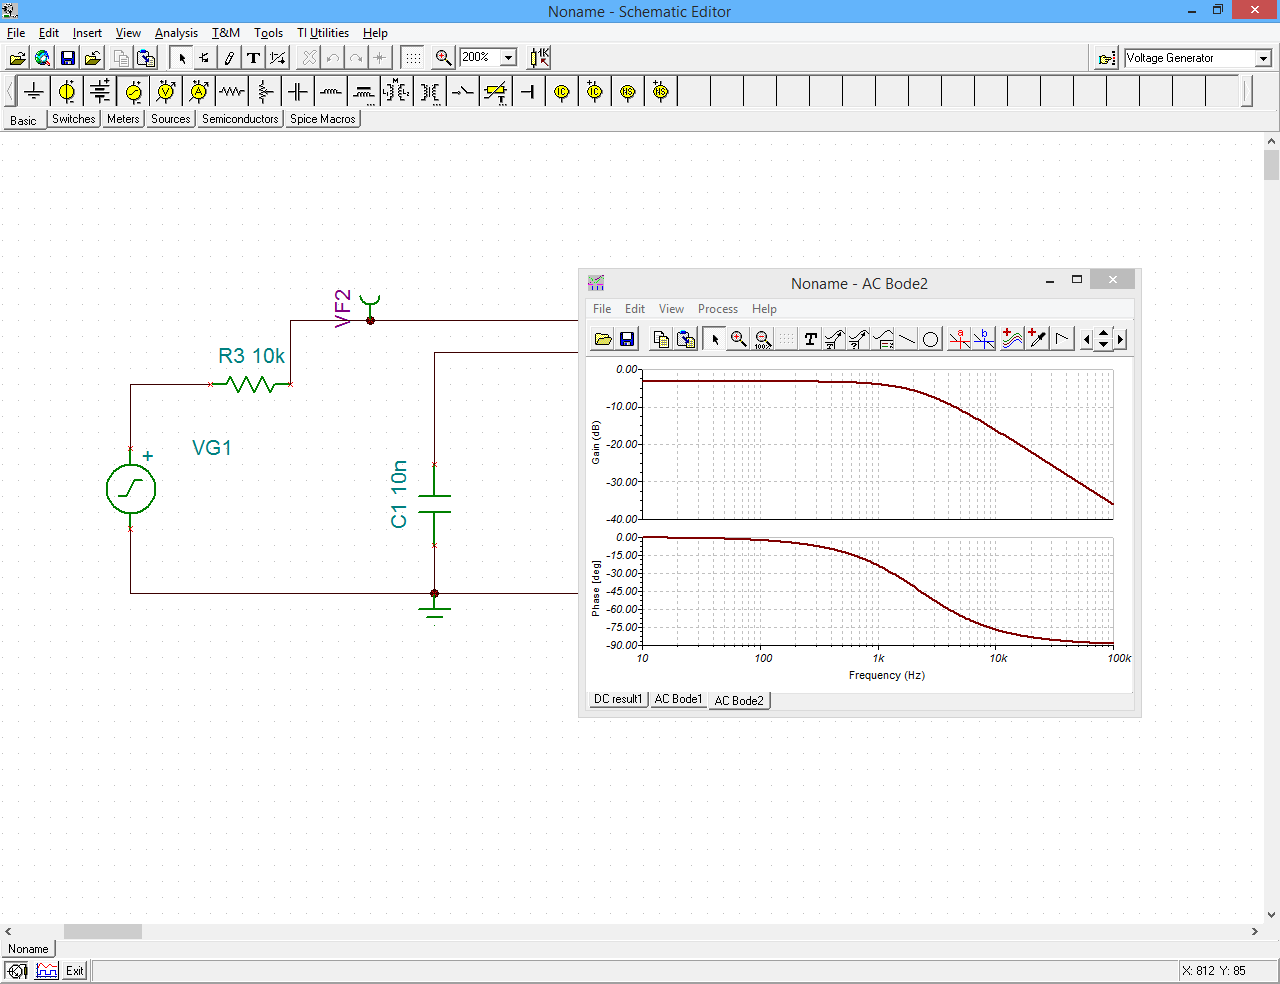 Noname - Schematic Editor
File Edit Insert View Analysis T&M Tools TI Utilities Help
200%
1K
Voltage Generator
Basic Switches Meters Sources Semiconductors Spice Macros
VF2
R3 10k
VG1
+
C1 10n
Noname - AC Bode2
File Edit View Process Help
100%
T
a
b
Gain (dB)
0.00
-10.00
-20.00
-30.00
-40.00
Phase [deg]
0.00
-15.00
-30.00
-45.00
-60.00
-75.00
-90.00
10 100 1k 10k 100k
Frequency (Hz)
DC result1 AC Bode1 AC Bode2
Noname
Exit
X: 812 Y: 85